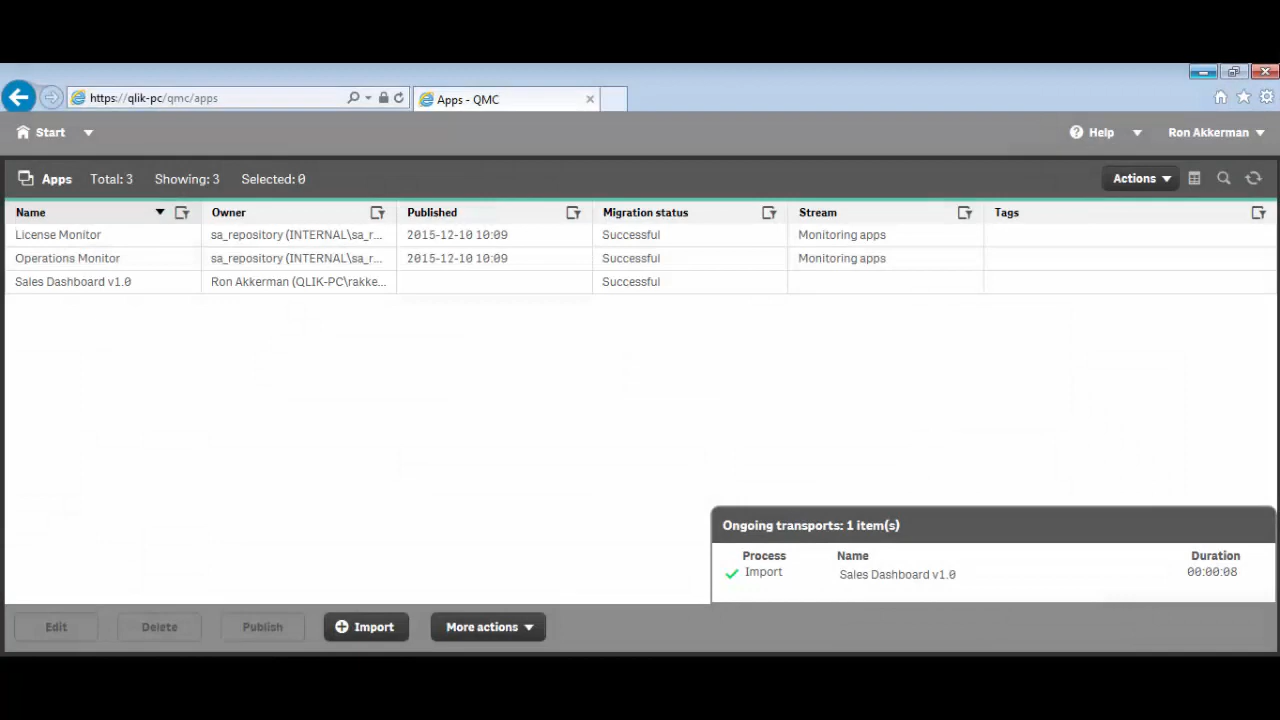 https://qlik-pc/qmc/apps
Apps - QMC
Start
Help
Ron Akkerman
Apps Total: 3 Showing: 3 Selected: 0
Actions
Name Owner Published Migration status Stream Tags
License Monitor sa_repository (INTERNAL\sa_r... 2015-12-10 10:09 Successful Monitoring apps
Operations Monitor sa_repository (INTERNAL\sa_r... 2015-12-10 10:09 Successful Monitoring apps
Sales Dashboard v1.0 Ron Akkerman (QLIK-PC\rakke... Successful
Ongoing transports: 1 item(s)
Process Name Duration
Import Sales Dashboard v1.0 00:00:08
Edit Delete Publish Import More actions